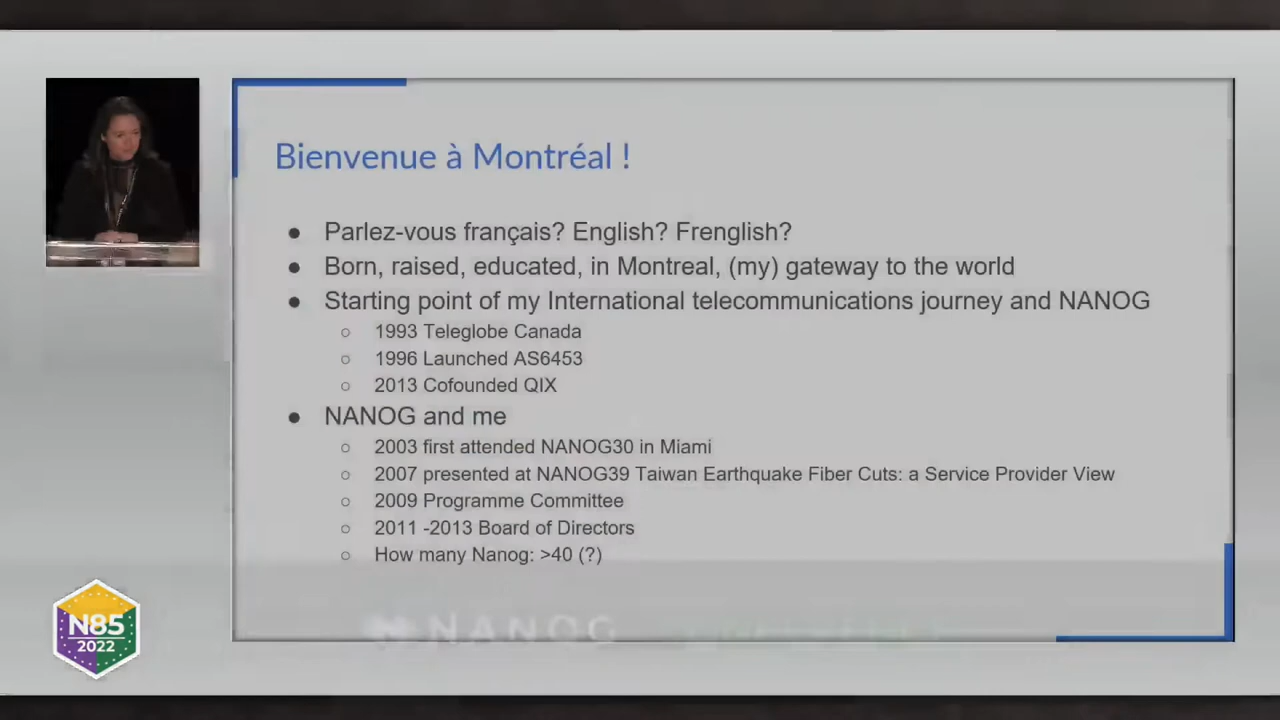 Bienvenue à Montréal !
● Parlez-vous français? English? Frenglish?
● Born, raised, educated, in Montreal, (my) gateway to the world
● Starting point of my International telecommunications journey and NANOG
○ 1993 Teleglobe Canada
○ 1996 Launched AS6453
○ 2013 Cofounded QIX
● NANOG and me
○ 2003 first attended NANOG30 in Miami
○ 2007 presented at NANOG39 Taiwan Earthquake Fiber Cuts: a Service Provider View
○ 2009 Programme Committee
○ 2011 -2013 Board of Directors
○ How many Nanog: >40 (?)
N85
2022
NANOG